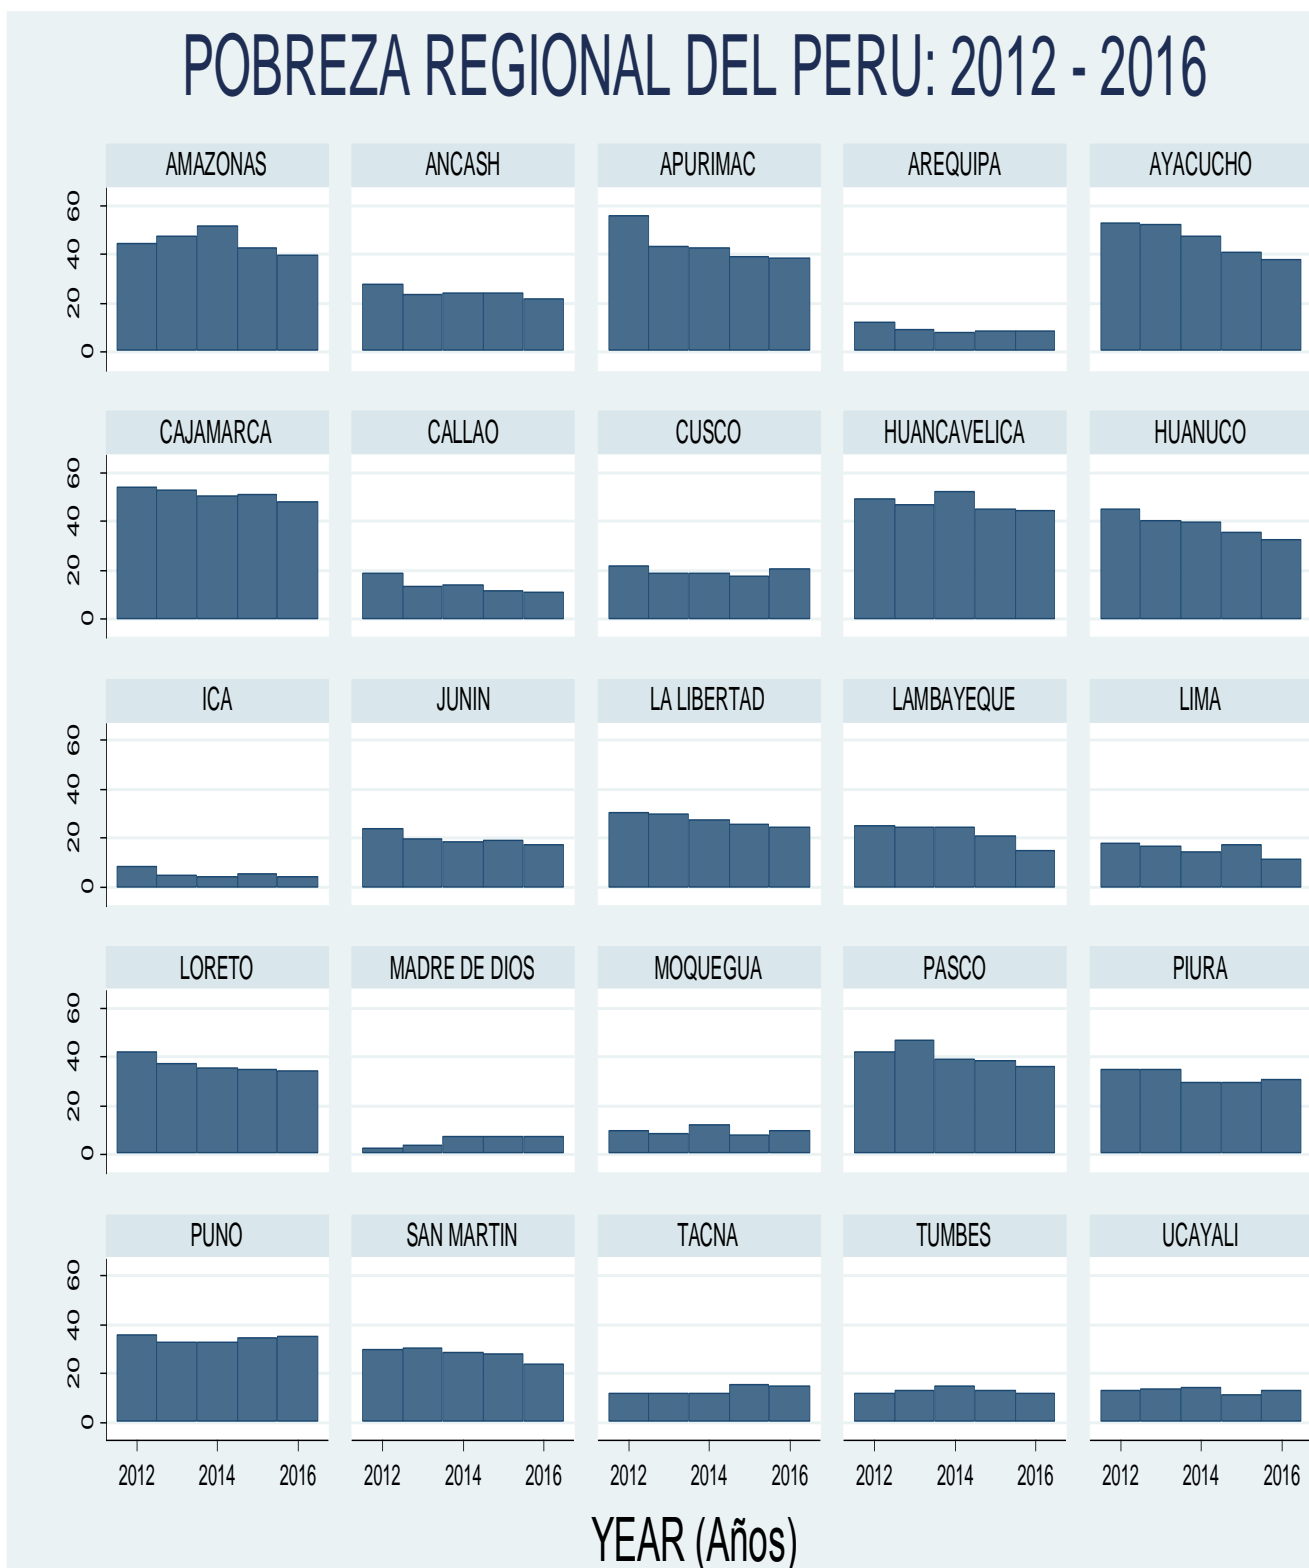 POBREZA REGIONAL DEL PERU: 2012 - 2016
AMAZONAS ANCASH APURIMAC AREQUIPA AYACUCHO
60
40
20
0
CAJAMARCA CALLAO CUSCO HUANCAVELICA HUANUCO
60
40
20
0
ICA JUNIN LA LIBERTAD LAMBAYEQUE LIMA
60
40
20
0
LORETO MADRE DE DIOS MOQUEGUA PASCO PIURA
60
40
20
0
PUNO SAN MARTIN TACNA TUMBES UCAYALI
60
40
20
0
2012 2014 2016 2012 2014 2016 2012 2014 2016 2012 2014 2016 2012 2014 2016
YEAR (Años)